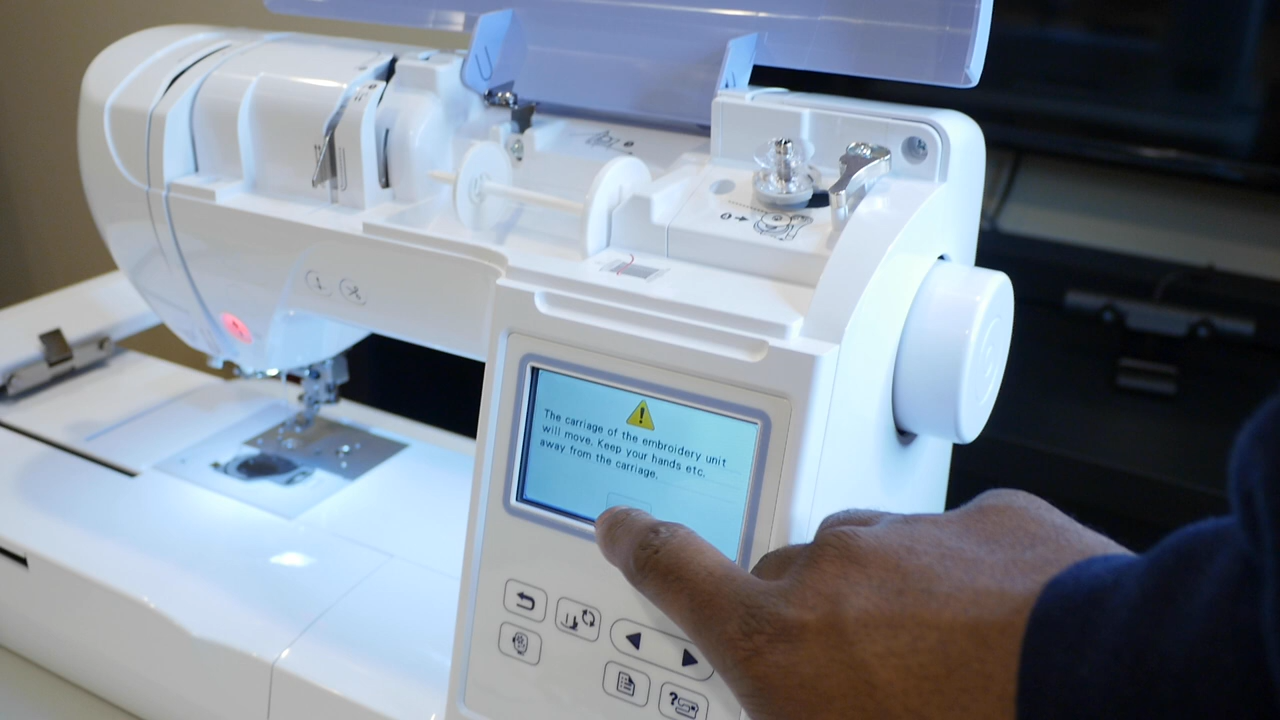 The carriage of the embroidery unit
will move. Keep your hands etc.
away from the carriage.